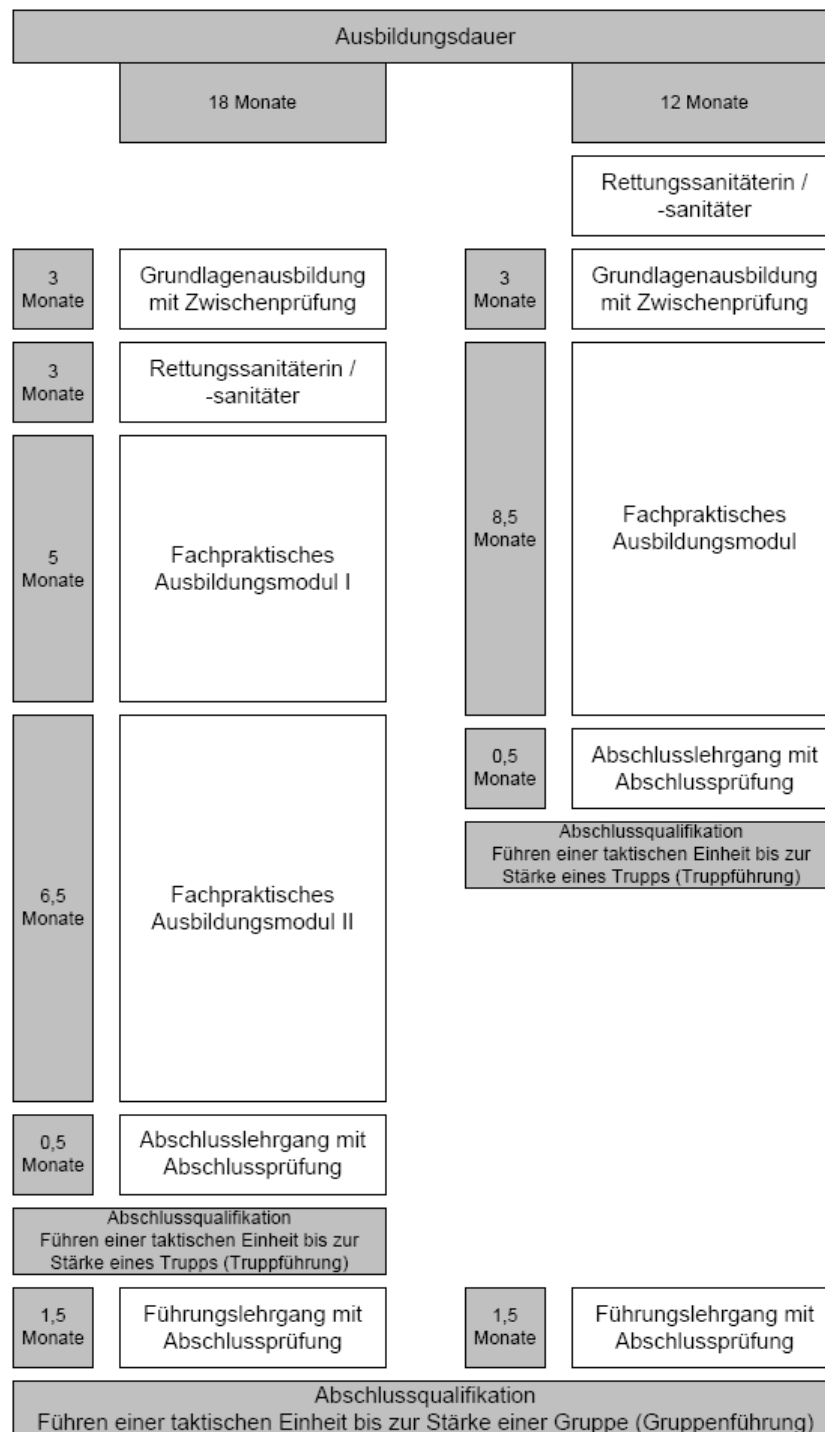 Ausbildungsdauer
18 Monate
12 Monate
Rettungssanitäterin /
-sanitäter
3
Monate
Grundlagenausbildung
mit Zwischenprüfung
3
Monate
Grundlagenausbildung
mit Zwischenprüfung
3
Monate
Rettungssanitäterin /
-sanitäter
5
Monate
Fachpraktisches
Ausbildungsmodul I
8,5
Monate
Fachpraktisches
Ausbildungsmodul
6,5
Monate
Fachpraktisches
Ausbildungsmodul II
0,5
Monate
Abschlusslehrgang mit
Abschlussprüfung
Abschlussqualifikation
Führen einer taktischen Einheit bis zur
Stärke eines Trupps (Truppführung)
0,5
Monate
Abschlusslehrgang mit
Abschlussprüfung
Abschlussqualifikation
Führen einer taktischen Einheit bis zur
Stärke eines Trupps (Truppführung)
1,5
Monate
Führungslehrgang mit
Abschlussprüfung
1,5
Monate
Führungslehrgang mit
Abschlussprüfung
Abschlussqualifikation
Führen einer taktischen Einheit bis zur Stärke einer Gruppe (Gruppenführung)